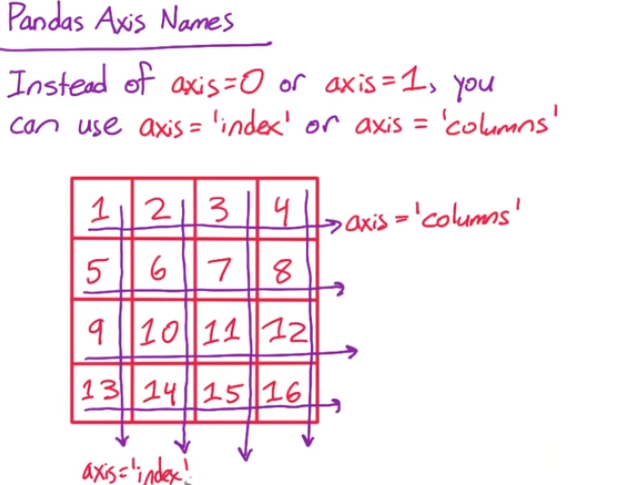 Pandas Axis Names
Instead of axis=0 or axis=1, you
can use axis='index' or axis = 'columns'
1 2 3 4
axis='columns'
5 6 7 8
9 10 11 12
13 14 15 16
axis='index'